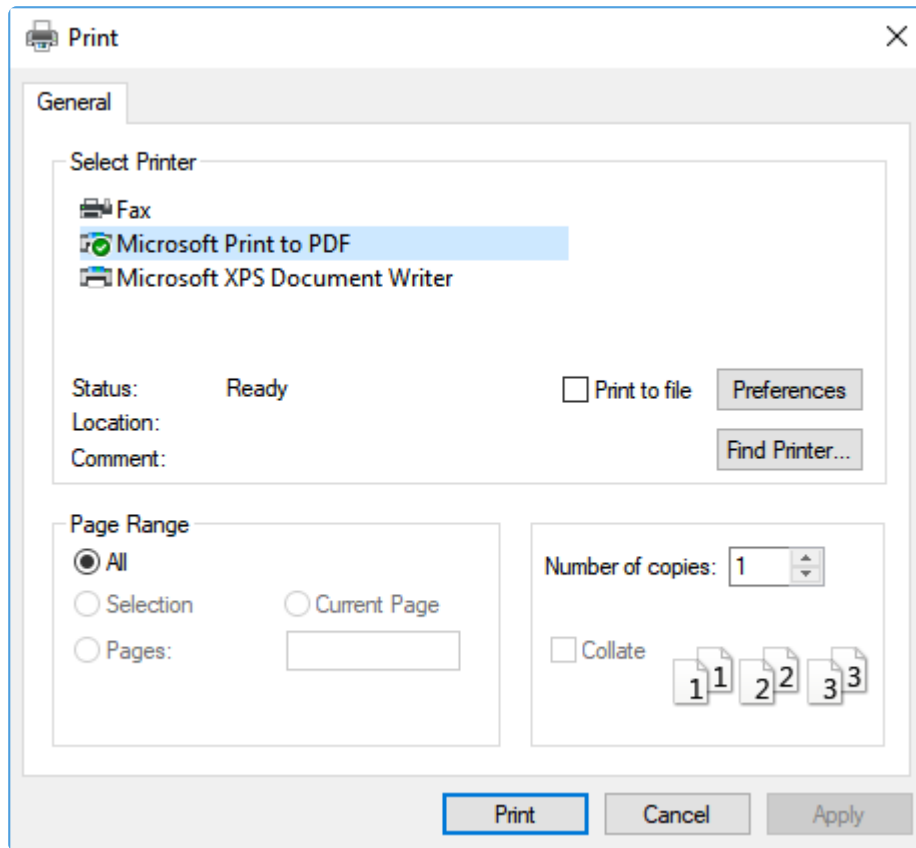 Print
General
Select Printer
Fax
Microsoft Print to PDF
Microsoft XPS Document Writer
Status: Ready
Print to file Preferences
Location:
Comment:
Find Printer...
Page Range
All
Selection Current Page
Pages:
Number of copies: 1
Collate
1 1 2 2 3 3
Print Cancel Apply